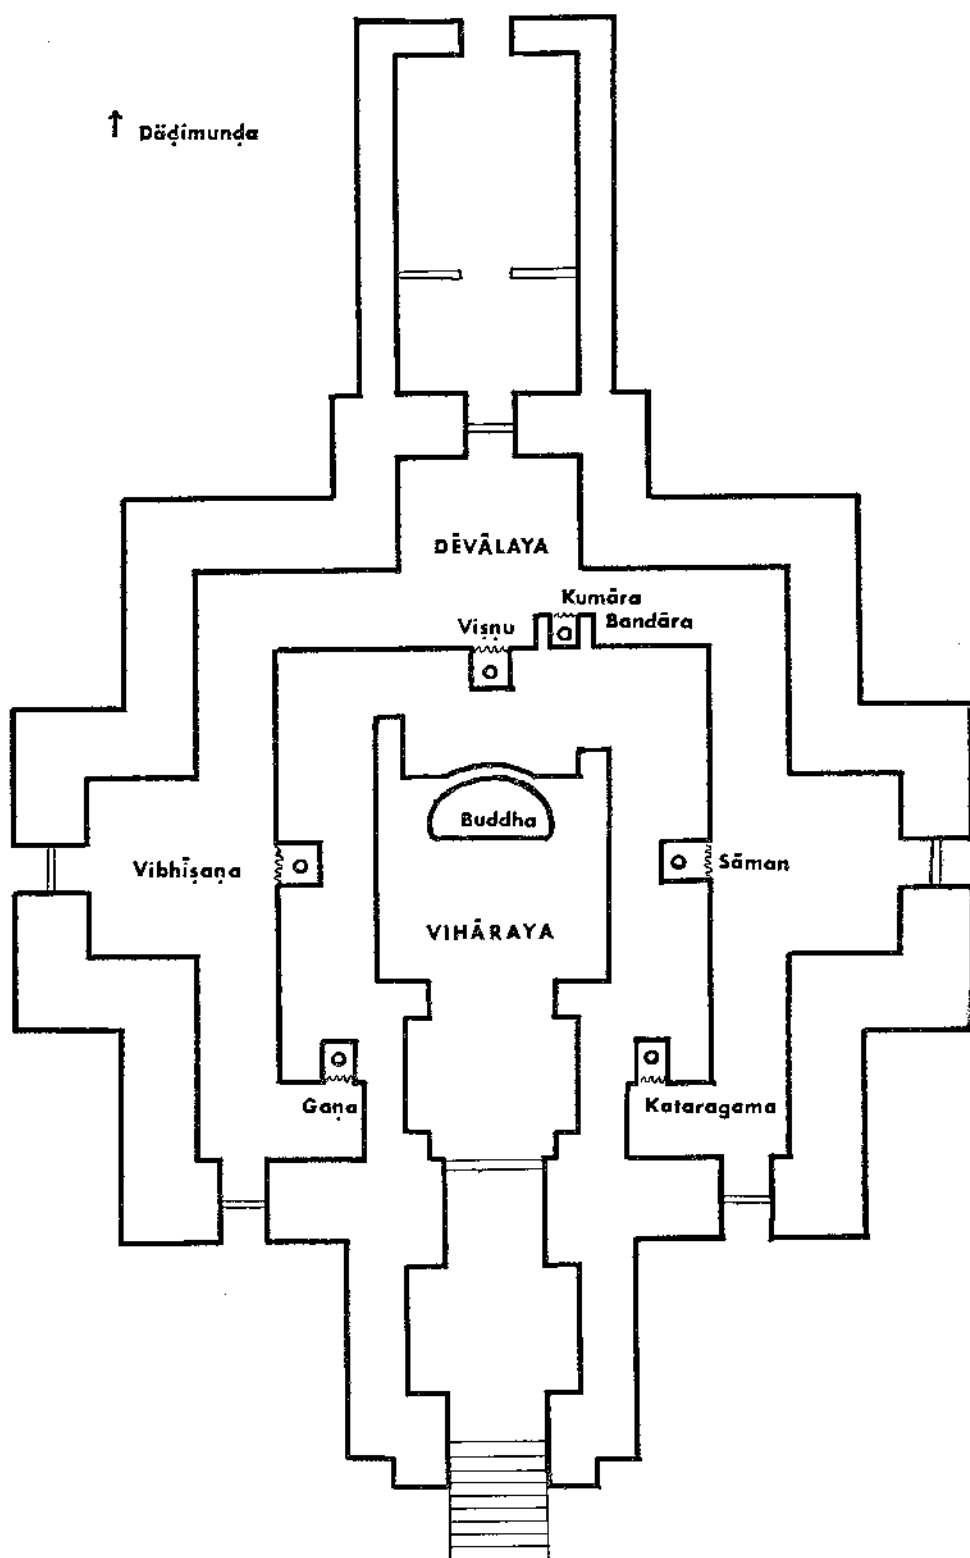 ↑ Däḍimuṇḍa
DĒVĀLAYA
Kumāra
Bandāra
Viṣṇu
Buddha
Vibhīṣaṇa
Sāman
VIHĀRAYA
Gaṇa
Kataragama